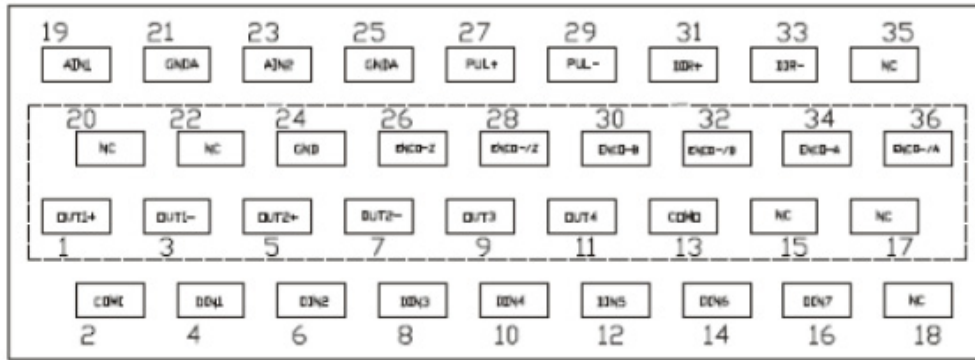 19 21 23 25 27 29 31 33 35
AIN1 GNDA AIN2 GNDA PUL+ PUL- DIR+ DIR- NC
20 22 24 26 28 30 32 34 36
NC NC GND ENCO-Z ENCO-/Z ENCO-B ENCO-/B ENCO-A ENCO-/A
OUT1+ OUT1- OUT2+ OUT2- OUT3 OUT4 COMO NC NC
1 3 5 7 9 11 13 15 17
COMI DIN1 DIN2 DIN3 DIN4 DIN5 DIN6 DIN7 NC
2 4 6 8 10 12 14 16 18